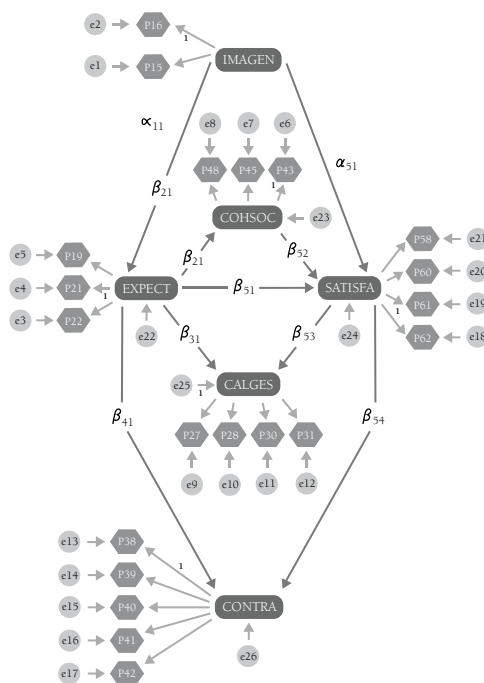 e2 P16
1
IMAGEN
e1 P15
∝11
α51
e8 e7 e6
P48 P45 P43
1
β21
COHSOC e23
β21 β52
e5 P19
e4 P21
1
e3 P22
EXPECT
β51
SATISFA
P58 e21
P60 e20
P61 e19
1
P62 e18
e22
e24
β31 β53
e25
1
CALGES
β41 β54
P27 P28 P30 P31
e9 e10 e11 e12
e13 P38
1
e14 P39
e15 P40
CONTRA
e16 P41
e26
e17 P42